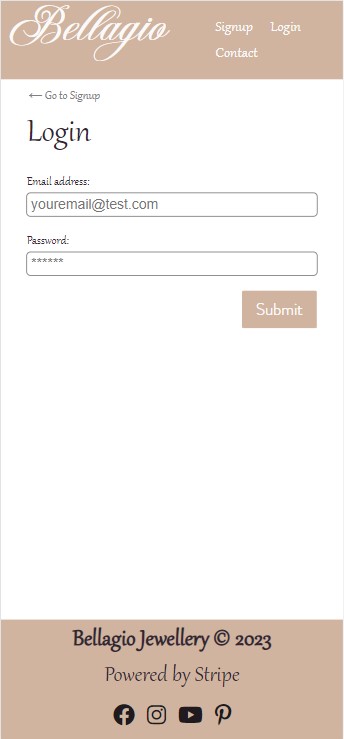 Bellagio
Signup Login
Contact
← Go to Signup
Login
Email address:
youremail@test.com
Password:
******
Submit
Bellagio Jewellery © 2023
Powered by Stripe